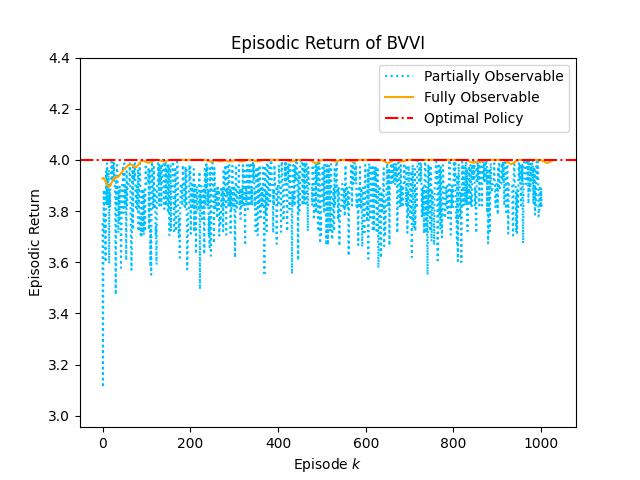 Episodic Return of BVVI
4.4
4.2
4.0
3.8
3.6
3.4
3.2
3.0
Episodic Return
Partially Observable
Fully Observable
Optimal Policy
0
200
400
600
800
1000
Episode k